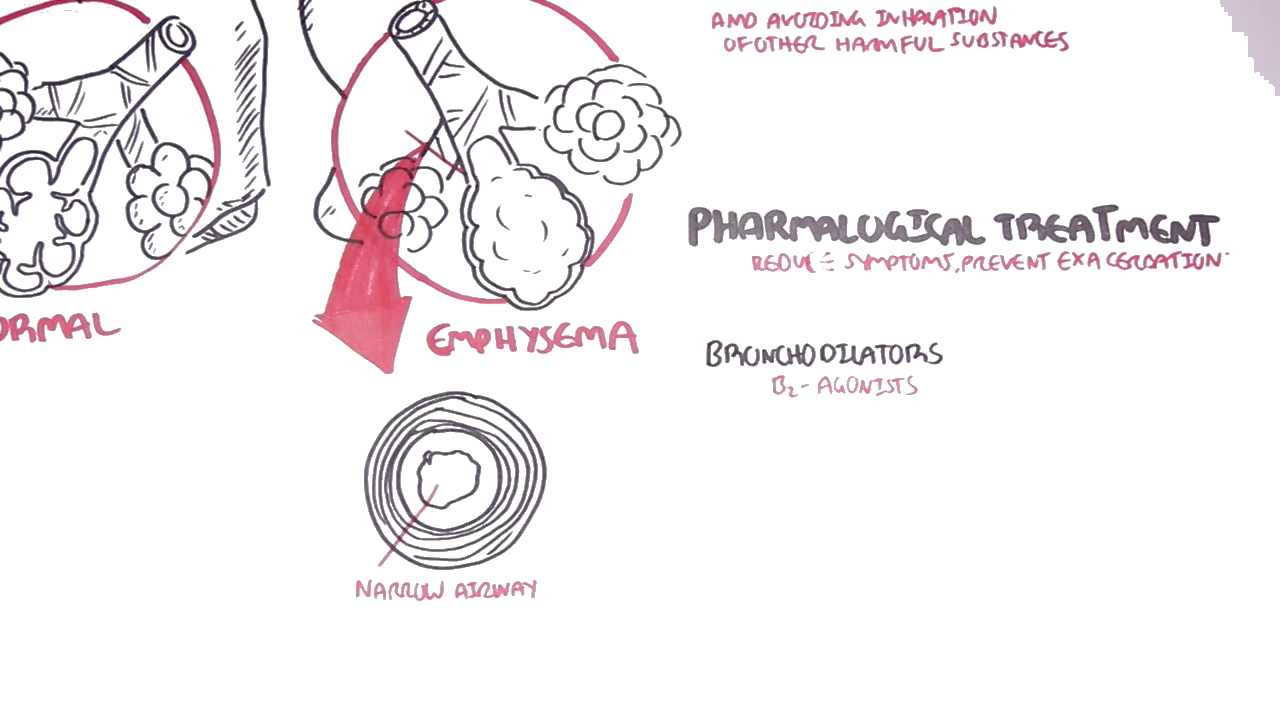 AND AVOIDING INHALATION
OF OTHER HARMFUL SUBSTANCES
PHARMALOGICAL TREATMENT
REDUCE SYMPTOMS, PREVENT EXACERBATION
ORMAL
EMPHYSEMA
BRONCHODILATORS
B₂- AGONISTS
NARROW AIRWAY